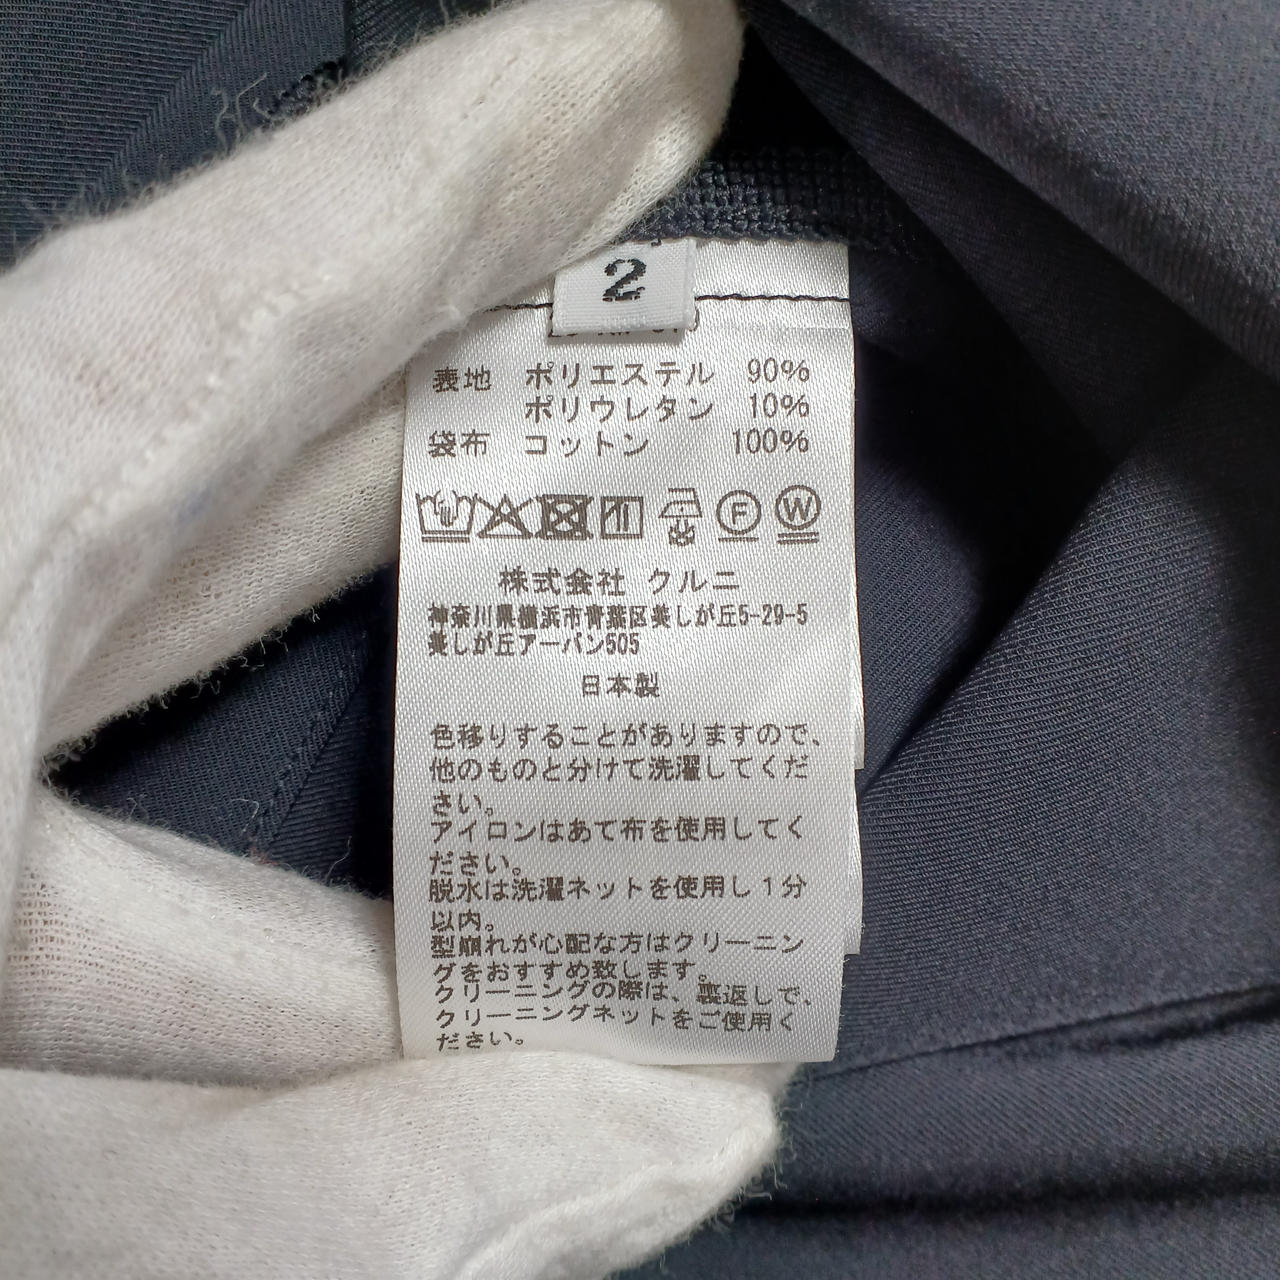 2
表地 ポリエステル 90%
ポリウレタン 10%
袋布 コットン 100%
F W
株式会社 クルニ
神奈川県横浜市青葉区美しが丘5-29-5
美しが丘アーバン505
日本製
色移りすることがありますので、
他のものと分けて洗濯してくだ
さい。
アイロンはあて布を使用してく
ださい。
脱水は洗濯ネットを使用し1分
以内。
型崩れが心配な方はクリーニン
グをおすすめ致します。
クリーニングの際は、裏返しで、
クリーニングネットをご使用く
ださい。